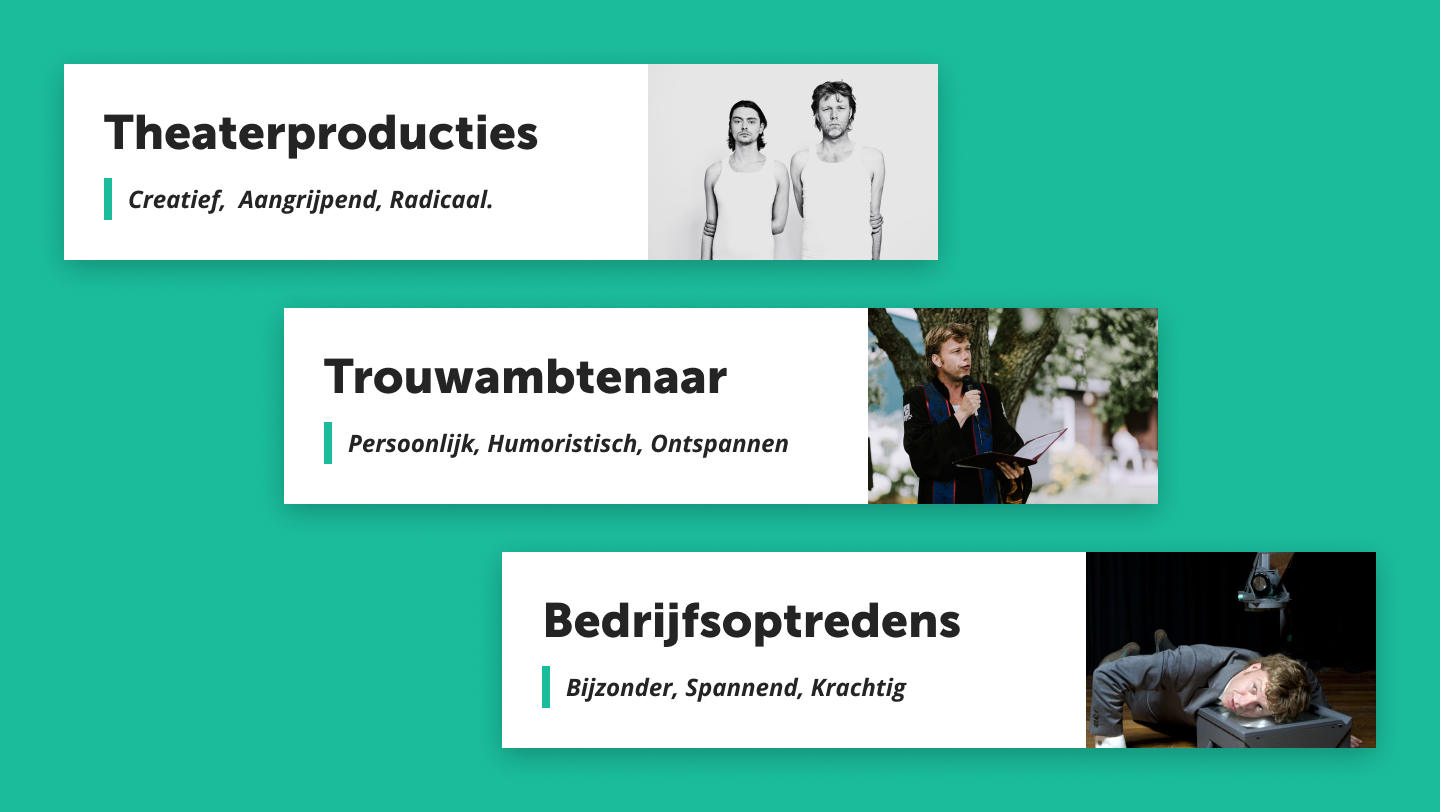 Theaterproducties
Creatief,  Aangrijpend, Radicaal.
Trouwambtenaar
Persoonlijk, Humoristisch, Ontspannen
Bedrijfsoptredens
Bijzonder, Spannend, Krachtig